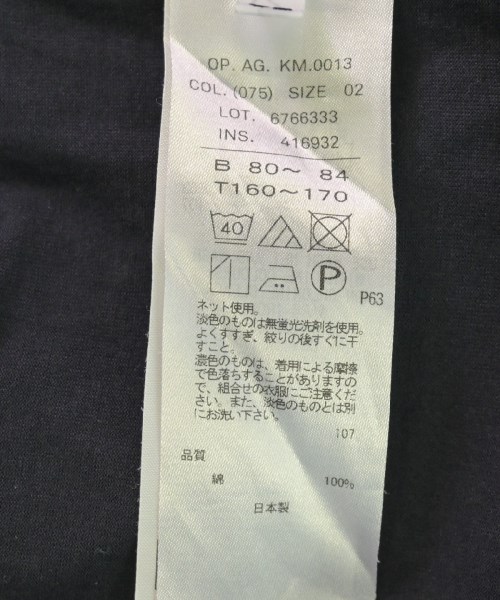 OP. AG. KM.0013
COL.(075) SIZE 02
LOT. 6766333
INS. 416932
B 80～ 84
T160～170
40
P
P63
ネット使用。
淡色のものは無蛍光洗剤を使用。
よくすすぎ、絞りの後すぐに干
すこと。
濃色のものは、着用による摩擦
で色落ちすることがありますの
で、組合せの衣服にご注意くだ
さい。また、淡色のものとは別
にお洗い下さい。
107
品質
綿 100%
日本製